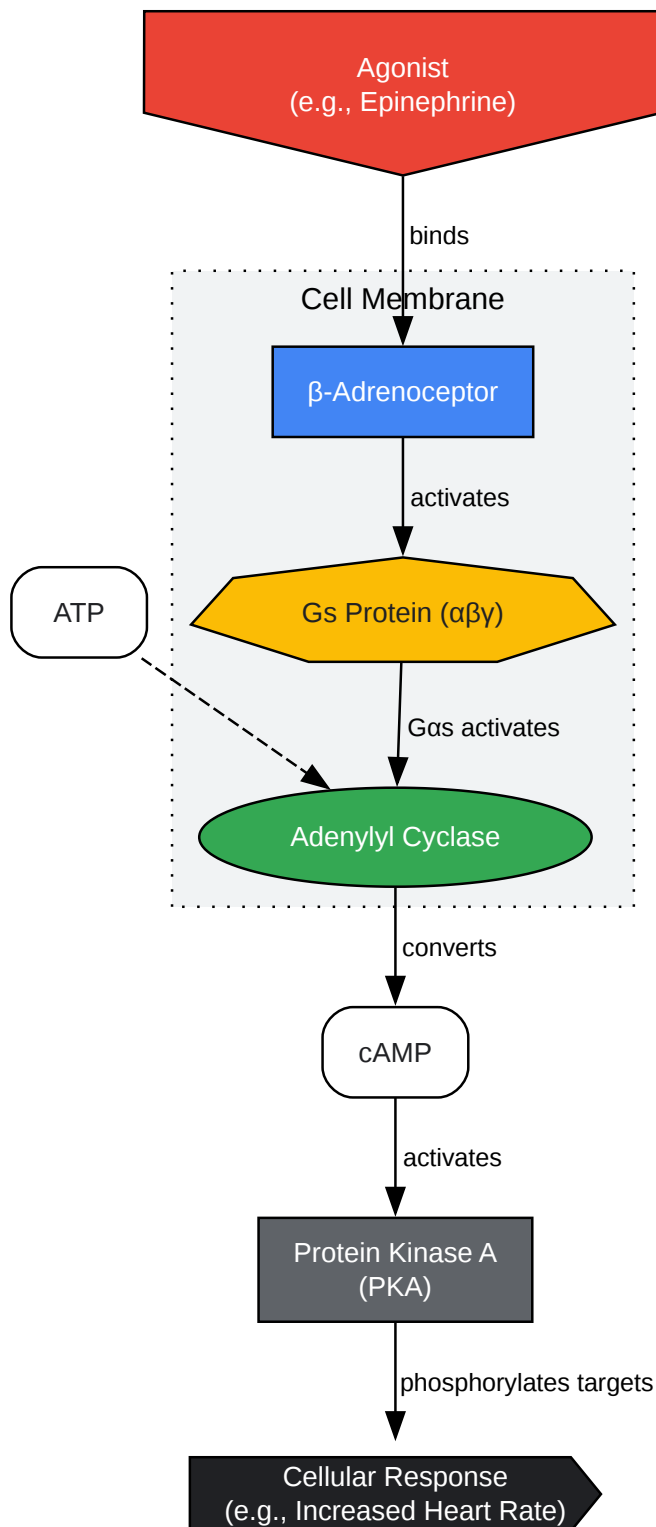 Agonist
(e.g., Epinephrine)
binds
Cell Membrane
β-Adrenoceptor
activates
ATP
Gs Protein (αβγ)
Gαs activates
Adenylyl Cyclase
converts
cAMP
activates
Protein Kinase A
(PKA)
phosphorylates targets
Cellular Response
(e.g., Increased Heart Rate)